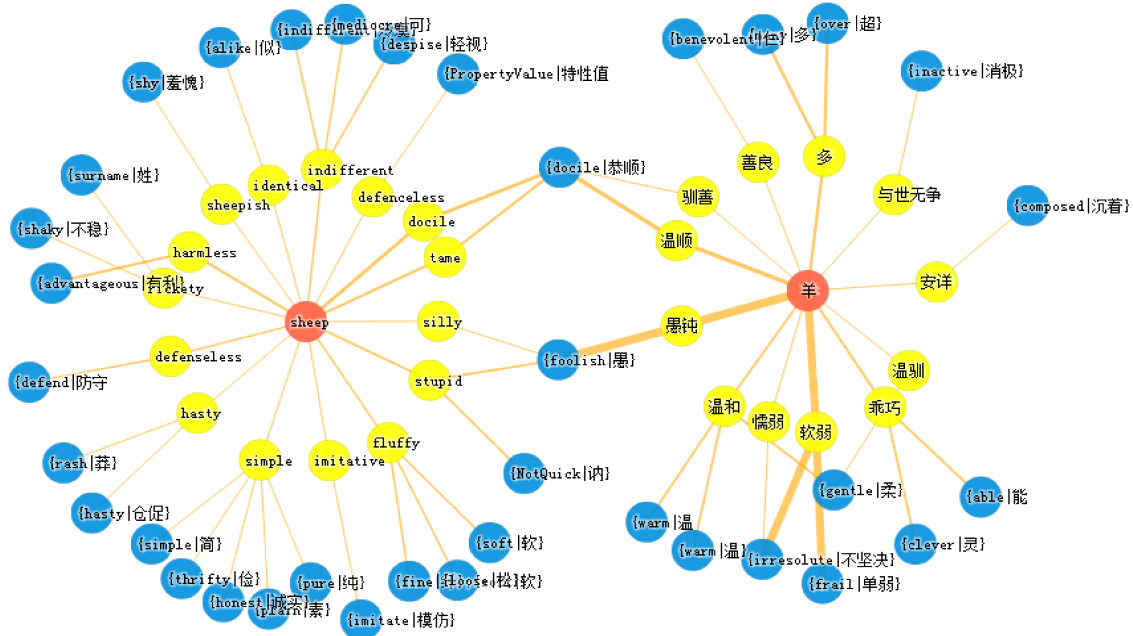 {mediocre|可}
{over|超}
{alike|似}
{despise|轻视}
{benevolent|仁}
{PropertyValue|特性值
{inactive|消极}
{shy|羞愧}
indifferent
善良
多
{docile|恭顺}
{surname|姓}
identical
defenceless
驯善
与世无争
sheepish
{composed|沉着}
docile
{shaky|不稳}
温顺
harmless
tame
{advantageous|有利}
rickety
安详
羊
sheep
silly
愚钝
defenseless
{foolish|愚}
温驯
{defend|防守
stupid
温和
乖巧
hasty
懦弱
软弱
fluffy
{rash|莽}
simple
imitative
{NotQuick|讷}
{gentle|柔}
{able|能
{hasty|仓促}
{warm|温
{simple|简}
{soft|软}
{clever|灵}
{warm|温}
{irresolute|不坚决}
{thrifty|俭}
{pure|纯}
{frail|单弱}
{honest|诚实}
{imitate|模仿}